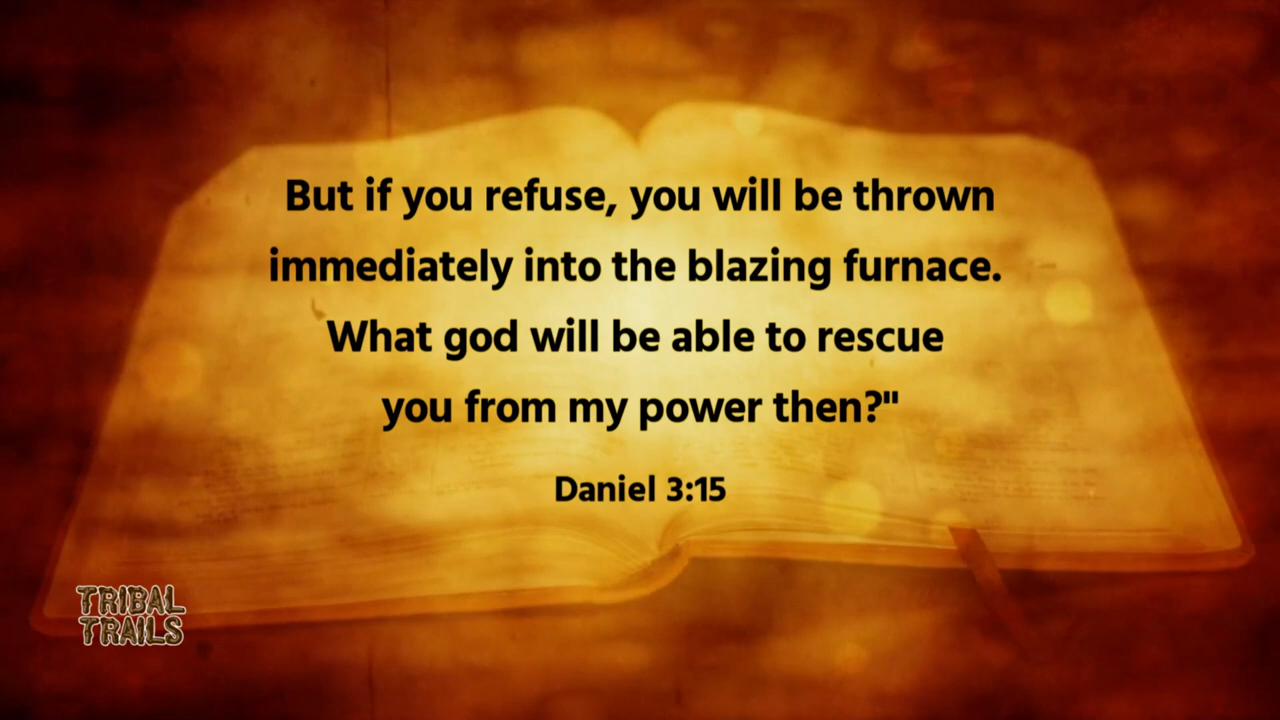 But if you refuse, you will be thrown
immediately into the blazing furnace.
What god will be able to rescue
you from my power then?"
Daniel 3:15
TRIBAL
TRAILS